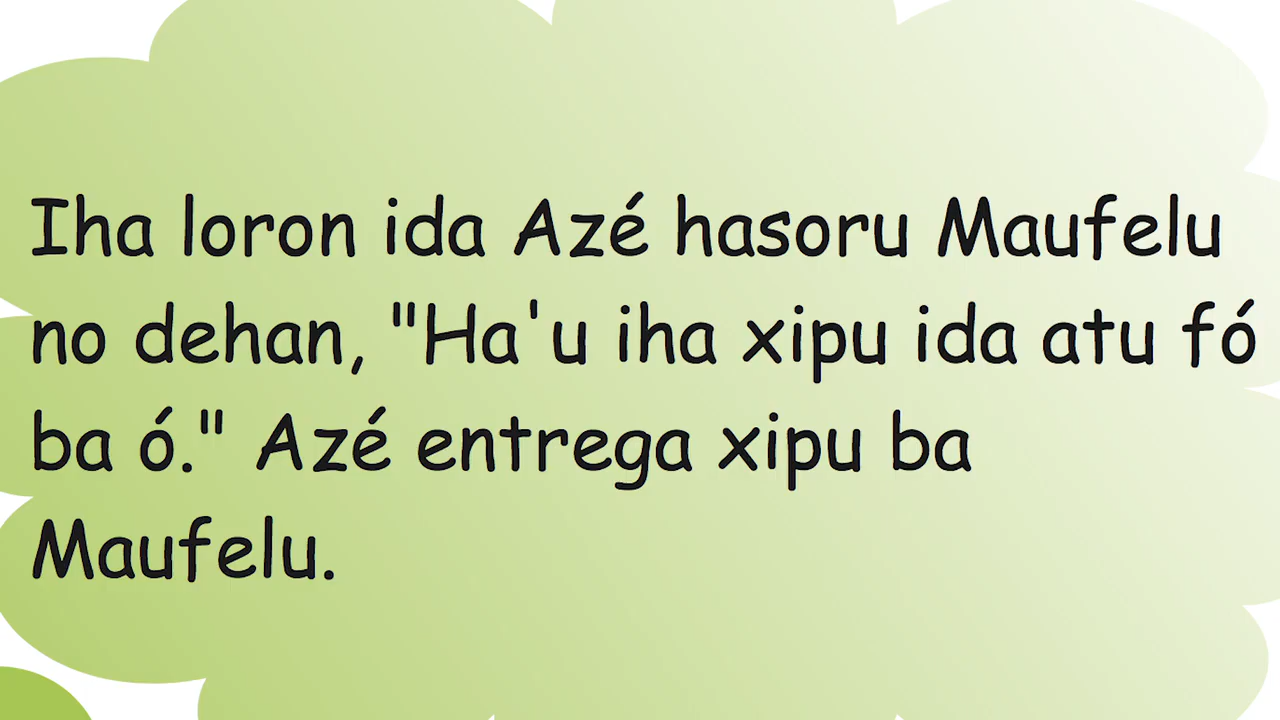 Iha loron ida Azé hasoru Maufelu
no dehan, "Ha'u iha xipu ida atu fó
ba ó." Azé entrega xipu ba
Maufelu.